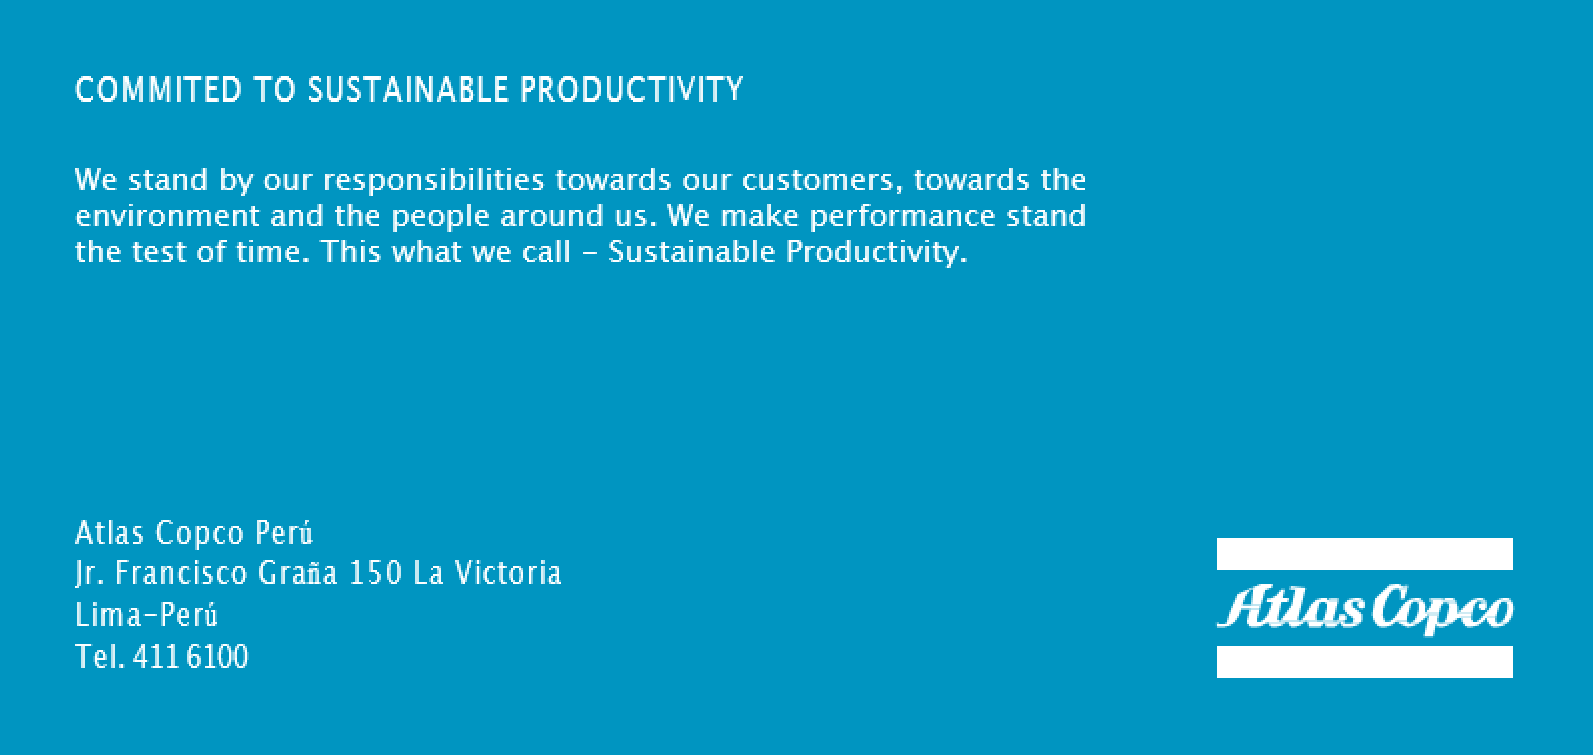 COMMITED TO SUSTAINABLE PRODUCTIVITY
We stand by our responsibilities towards our customers, towards the
environment and the people around us. We make performance stand
the test of time. This what we call – Sustainable Productivity.
Atlas Copco Perú
Jr. Francisco Graña 150 La Victoria
Lima-Perú
Tel. 411 6100
Atlas Copco